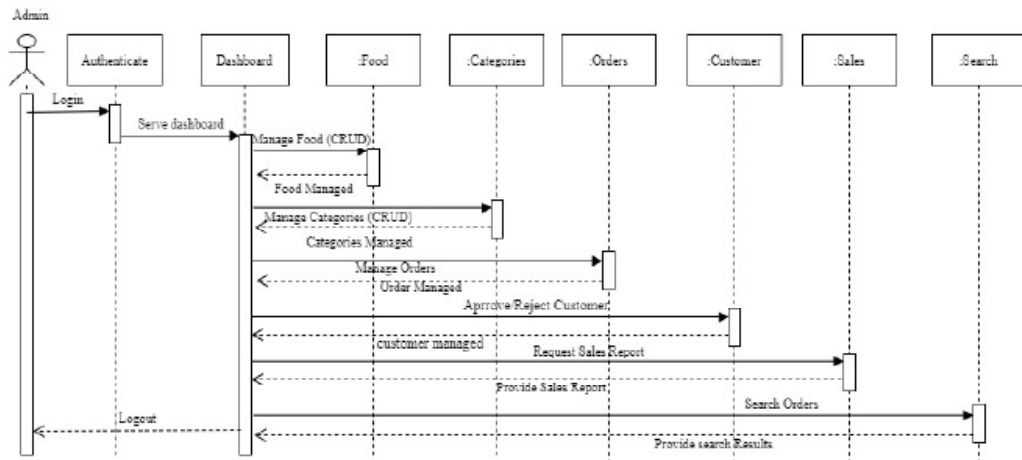 Admin
Authenticate
Dashboard
:Food
:Categories
:Orders
:Customer
:Sales
:Search
Login
Serve dashboard
Manage Food (CRUD)
Food Managed
Manage Categories (CRUD)
Categories Managed
Manage Orders
Order Managed
Aprrove/Reject Customer
customer managed
Request Sales Report
Provide Sales Report
Search Orders
Logout
Provide search Results